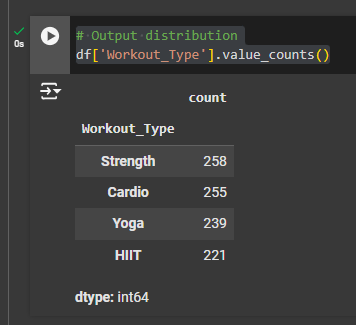 # Output distribution
df['Workout_Type'].value_counts()
0s
count
Workout_Type
Strength 258
Cardio 255
Yoga 239
HIIT 221
dtype: int64